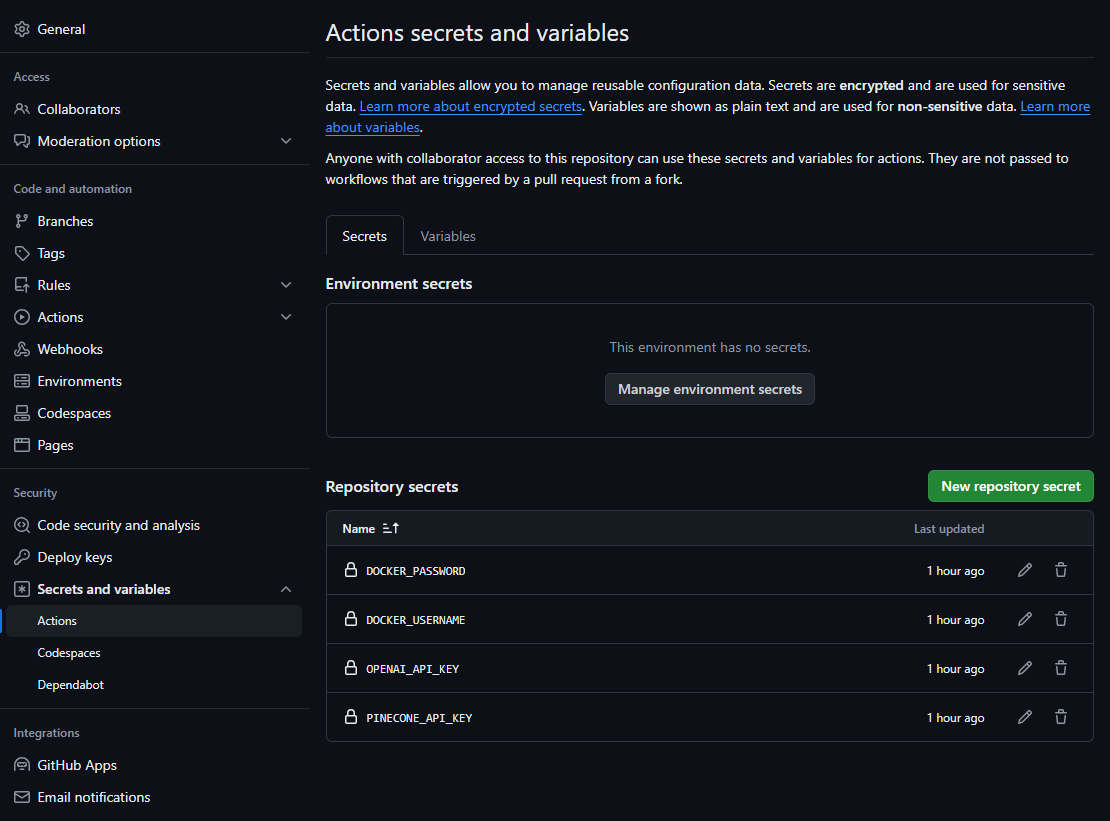 General
Access
Collaborators
Moderation options
Code and automation
Branches
Tags
Rules
Actions
Webhooks
Environments
Codespaces
Pages
Security
Code security and analysis
Deploy keys
Secrets and variables
Actions
Codespaces
Dependabot
Integrations
GitHub Apps
Email notifications
Actions secrets and variables
Secrets and variables allow you to manage reusable configuration data. Secrets are encrypted and are used for sensitive
data. Learn more about encrypted secrets. Variables are shown as plain text and are used for non-sensitive data. Learn more
about variables.
Anyone with collaborator access to this repository can use these secrets and variables for actions. They are not passed to
workflows that are triggered by a pull request from a fork.
Secrets Variables
Environment secrets
This environment has no secrets.
Manage environment secrets
Repository secrets New repository secret
Name Last updated
DOCKER_PASSWORD 1 hour ago
DOCKER_USERNAME 1 hour ago
OPENAI_API_KEY 1 hour ago
PINECONE_API_KEY 1 hour ago